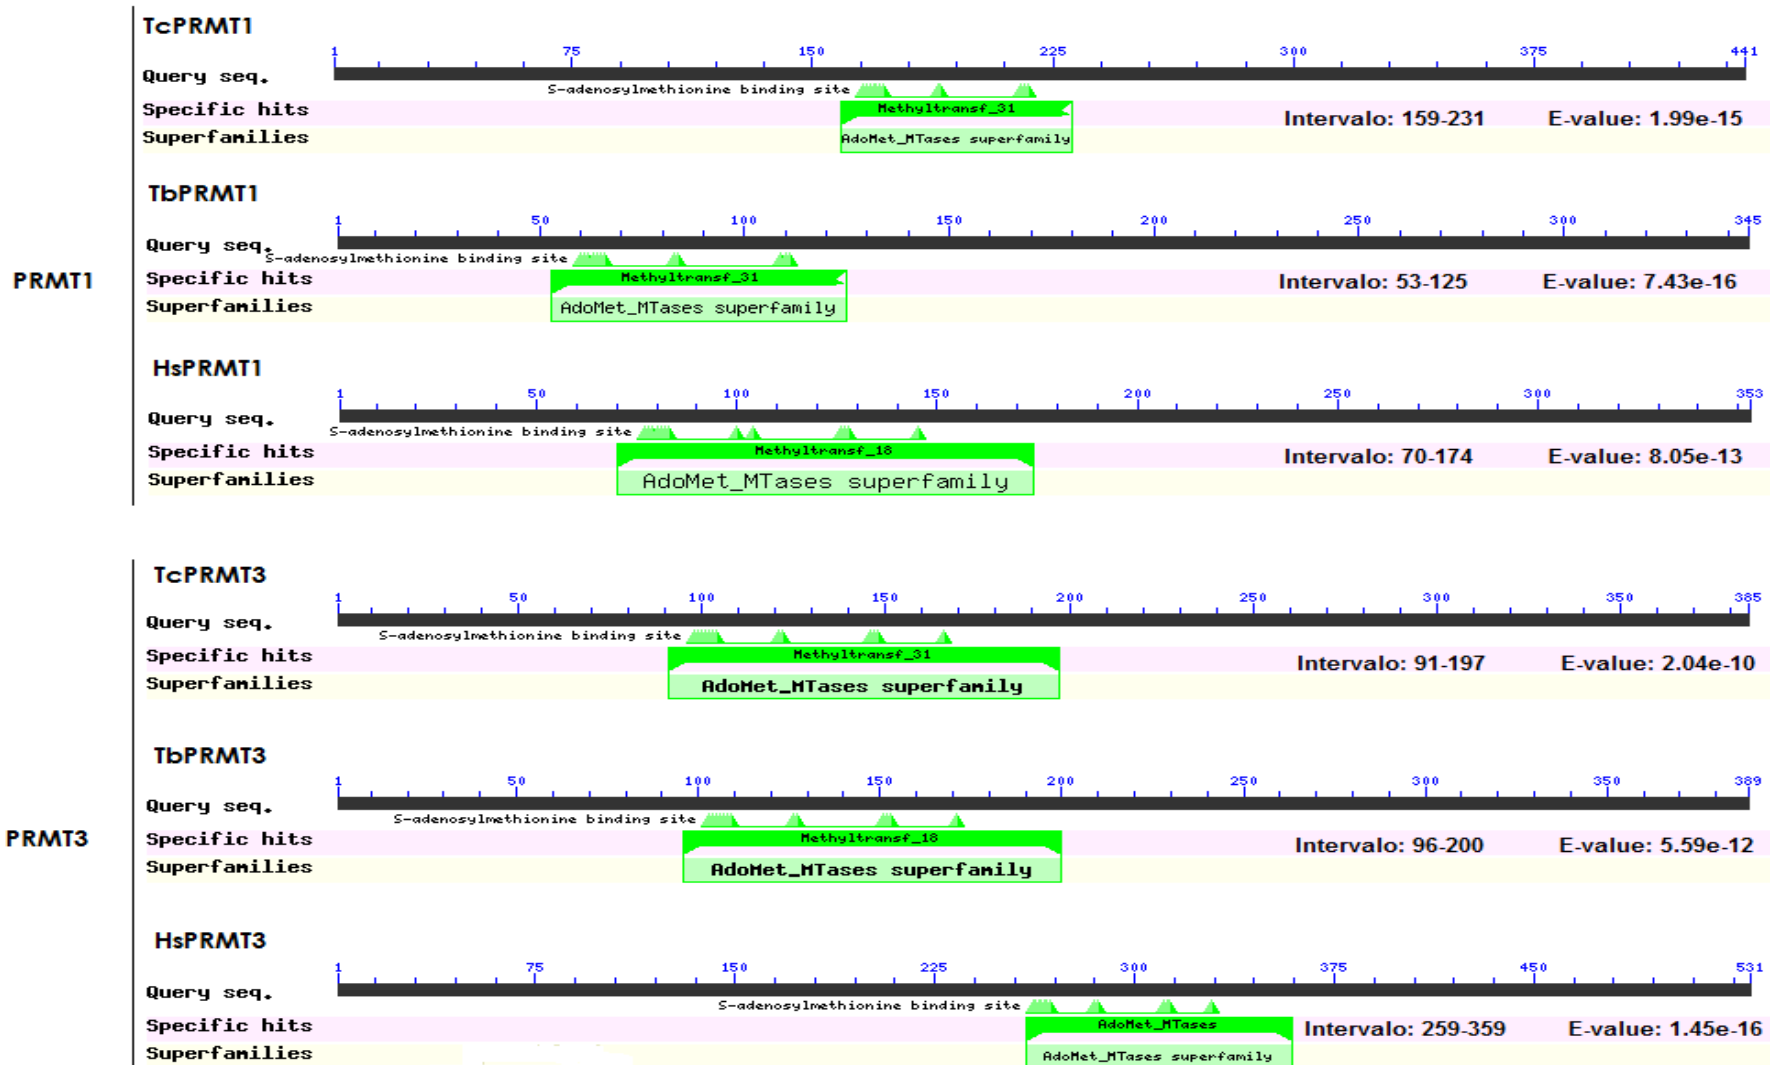 TcPRMT1
1 75 150 225 300 375 441
Query seq.
S-adenosylmethionine binding site
Specific hits Methyltransf_31 Intervalo: 159-231 E-value: 1.99e-15
Superfamilies AdoMet_MTases superfamily
TbPRMT1
1 50 100 150 200 250 300 345
Query seq.
S-adenosylmethionine binding site
PRMT1
Specific hits Methyltransf_31 Intervalo: 53-125 E-value: 7.43e-16
Superfamilies AdoMet_MTases superfamily
HsPRMT1
1 50 100 150 200 250 300 353
Query seq.
S-adenosylmethionine binding site
Specific hits Methyltransf_18 Intervalo: 70-174 E-value: 8.05e-13
Superfamilies AdoMet_MTases superfamily
TcPRMT3
1 50 100 150 200 250 300 350 385
Query seq.
S-adenosylmethionine binding site
Specific hits Methyltransf_31 Intervalo: 91-197 E-value: 2.04e-10
Superfamilies AdoMet_MTases superfamily
TbPRMT3
1 50 100 150 200 250 300 350 389
Query seq.
S-adenosylmethionine binding site
PRMT3
Specific hits Methyltransf_18 Intervalo: 96-200 E-value: 5.59e-12
Superfamilies AdoMet_MTases superfamily
HsPRMT3
1 75 150 225 300 375 450 531
Query seq.
S-adenosylmethionine binding site
Specific hits AdoMet_MTases Intervalo: 259-359 E-value: 1.45e-16
Superfamilies AdoMet_MTases superfamily